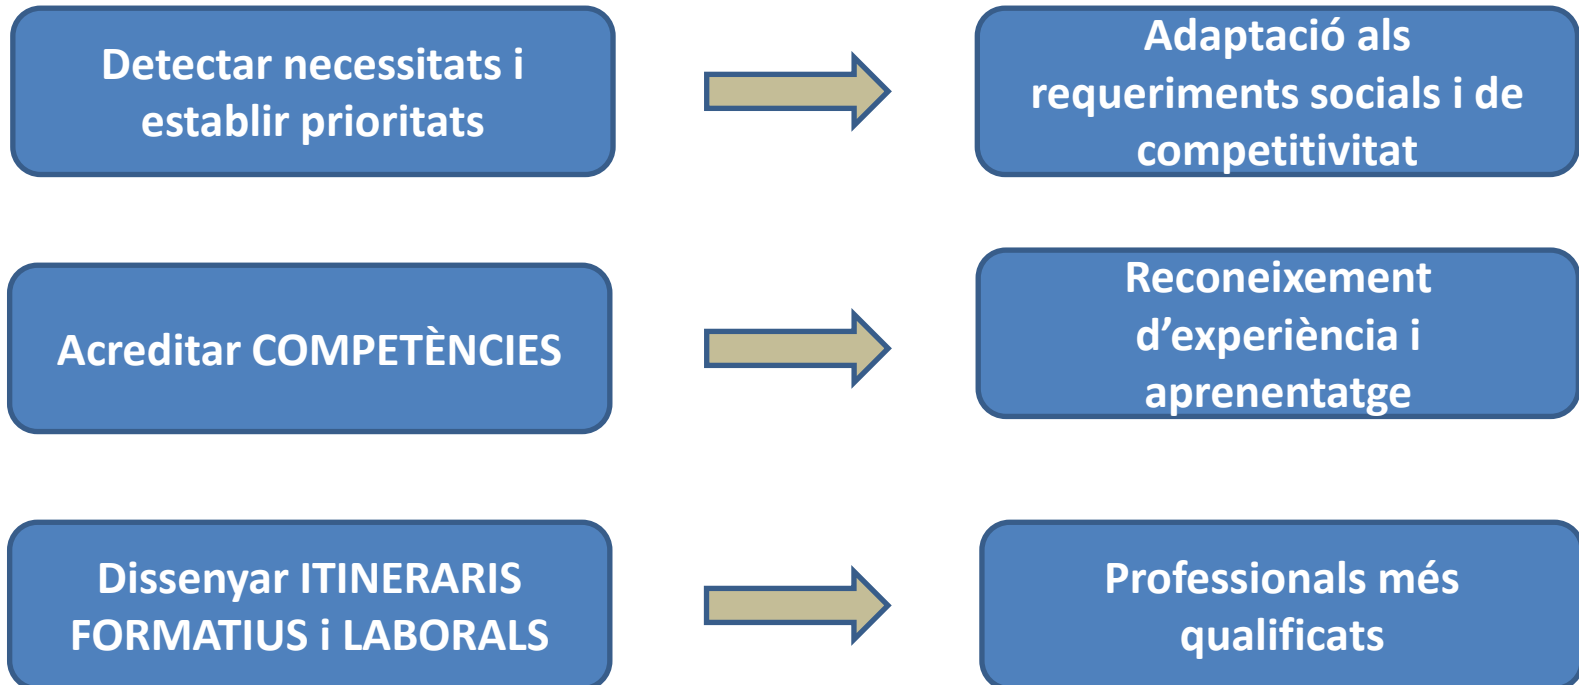 Detectar necessitats i
establir prioritats
Adaptació als
requeriments socials i de
competitivitat
Acreditar COMPETÈNCIES
Reconeixement
d’experiència i
aprenentatge
Dissenyar ITINERARIS
FORMATIUS i LABORALS
Professionals més
qualificats